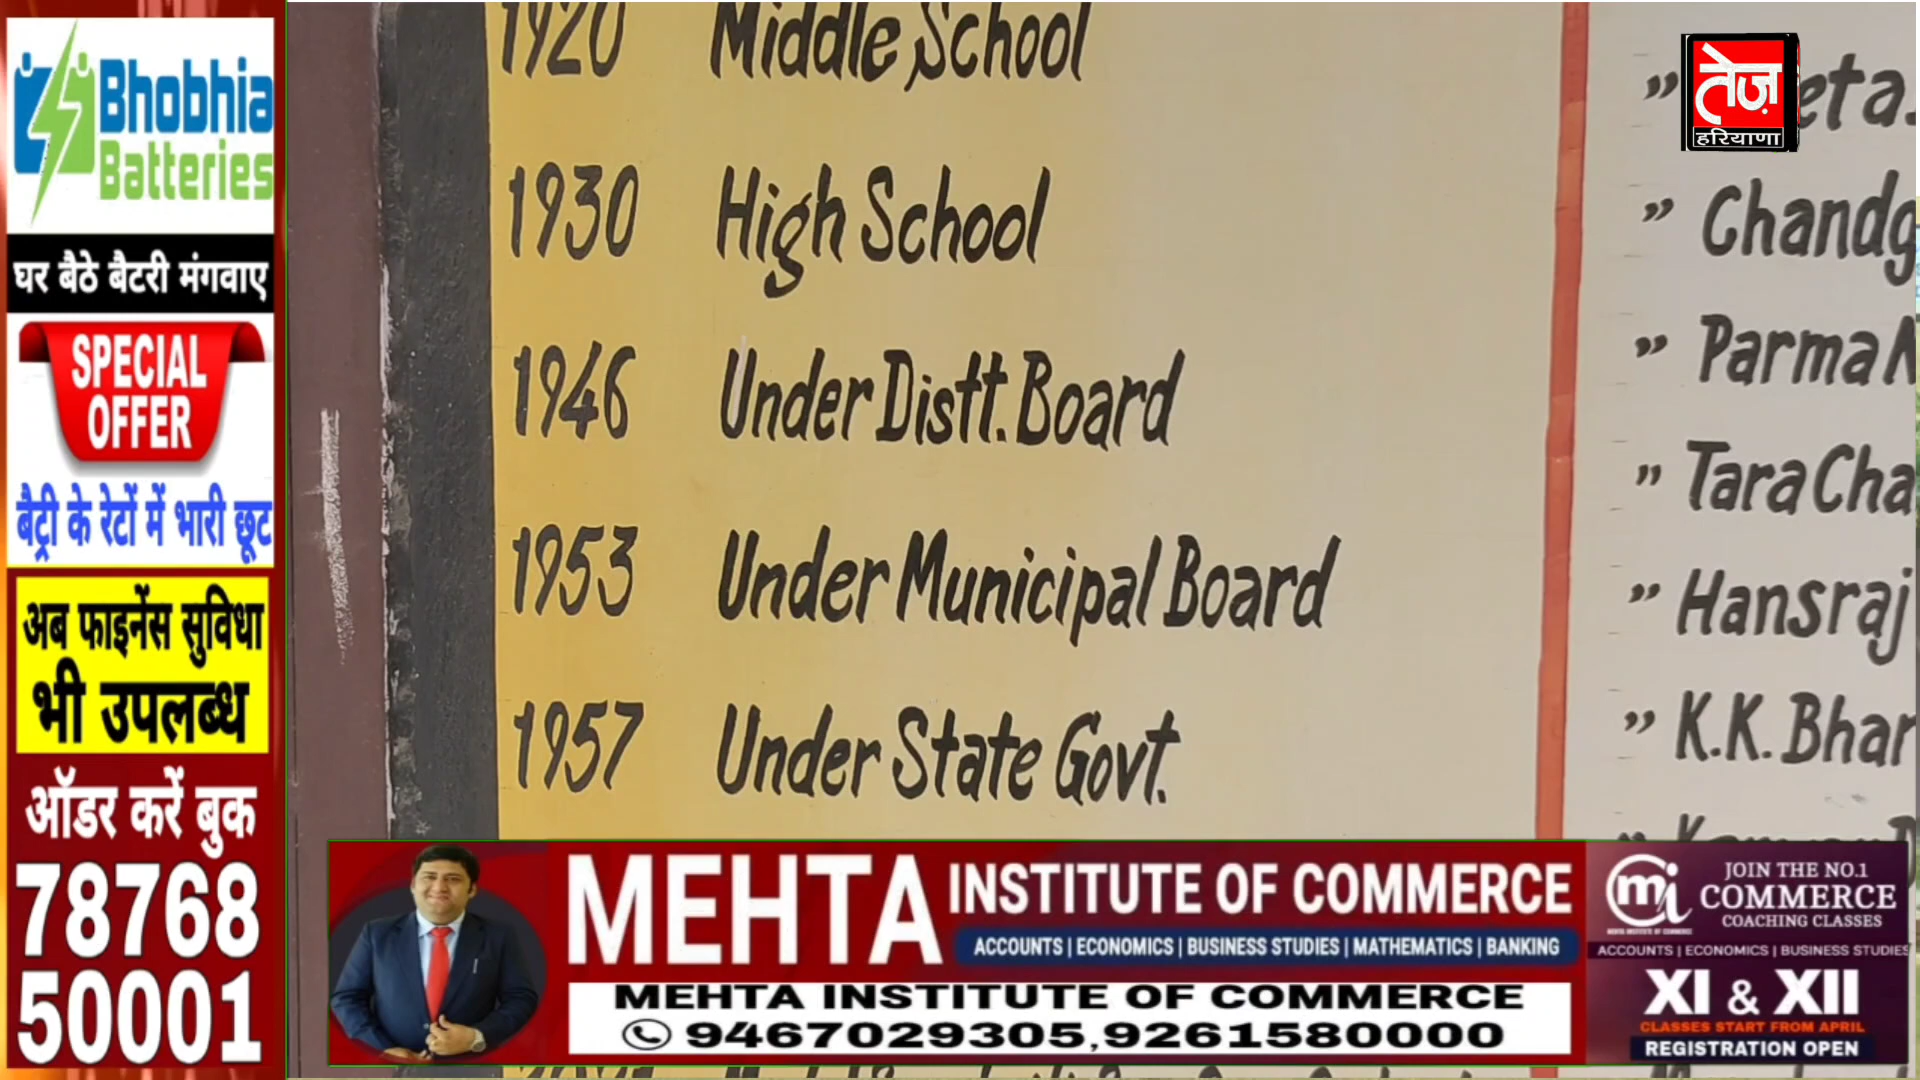 Bhobhia
Batteries
घर बैठे बैटरी मंगवाए
SPECIAL
OFFER
बैट्री के रेटों में भारी छूट
अब फाइनेंस सुविधा
भी उपलब्ध
ऑडर करें बुक
78768
50001
1920 Middle School
1930 High School
1946 Under Distt. Board
1953 Under Municipal Board
1957 Under State Govt.
तेज़
हरियाणा
" Chandg
" Parma
" Tara Cha
" Hansraj
" K.K. Bhar
MEHTA INSTITUTE OF COMMERCE
ACCOUNTS | ECONOMICS | BUSINESS STUDIES | MATHEMATICS | BANKING
MEHTA INSTITUTE OF COMMERCE
9467029305,9261580000
mi
JOIN THE NO.1
COMMERCE
COACHING CLASSES
ACCOUNTS | ECONOMICS | BUSINESS STUDIES
XI & XII
CLASSES START FROM APRIL
REGISTRATION OPEN